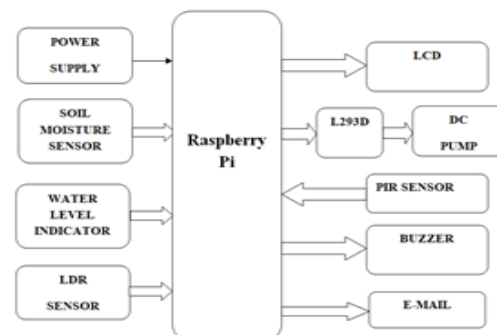 POWER
SUPPLY
SOIL
MOISTURE
SENSOR
WATER
LEVEL
INDICATOR
LDR
SENSOR
Raspberry
Pi
LCD
L293D
DC
PUMP
PIR SENSOR
BUZZER
E-MAIL